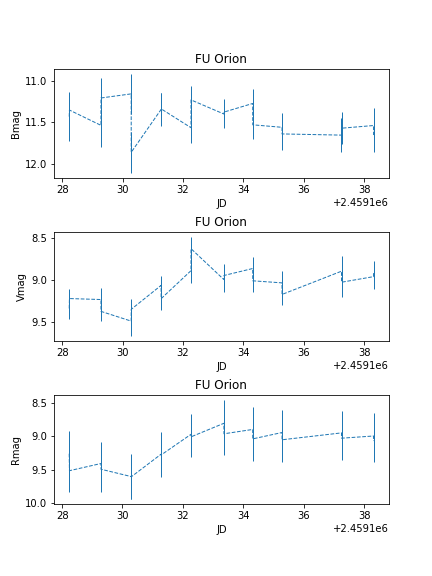 FU Orion
11.0
11.5
12.0
Bmag
28 30 32 34 36 38
JD
+2.4591e6
FU Orion
8.5
9.0
9.5
Vmag
28 30 32 34 36 38
JD
+2.4591e6
FU Orion
8.5
9.0
9.5
10.0
Rmag
28 30 32 34 36 38
JD
+2.4591e6